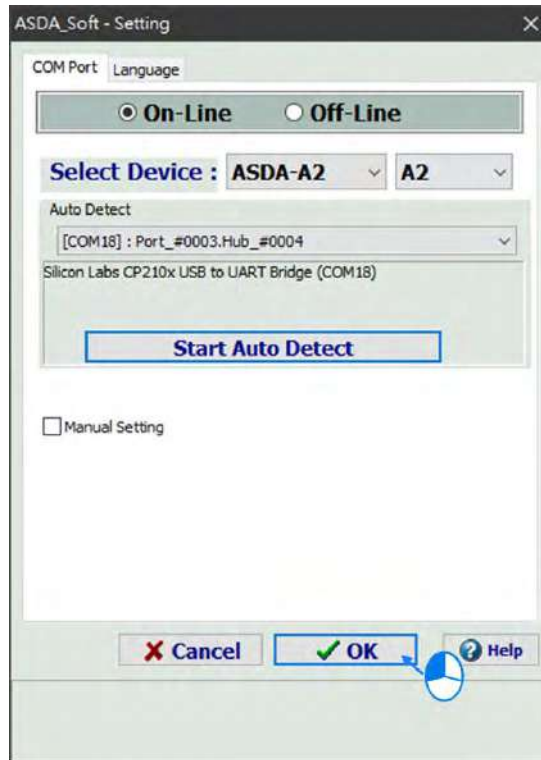 ASDA_Soft - Setting
COM Port Language
On-Line Off-Line
Select Device : ASDA-A2 A2
Auto Detect
[COM18] : Port_#0003.Hub_#0004
Silicon Labs CP210x USB to UART Bridge (COM18)
Start Auto Detect
Manual Setting
Cancel OK Help